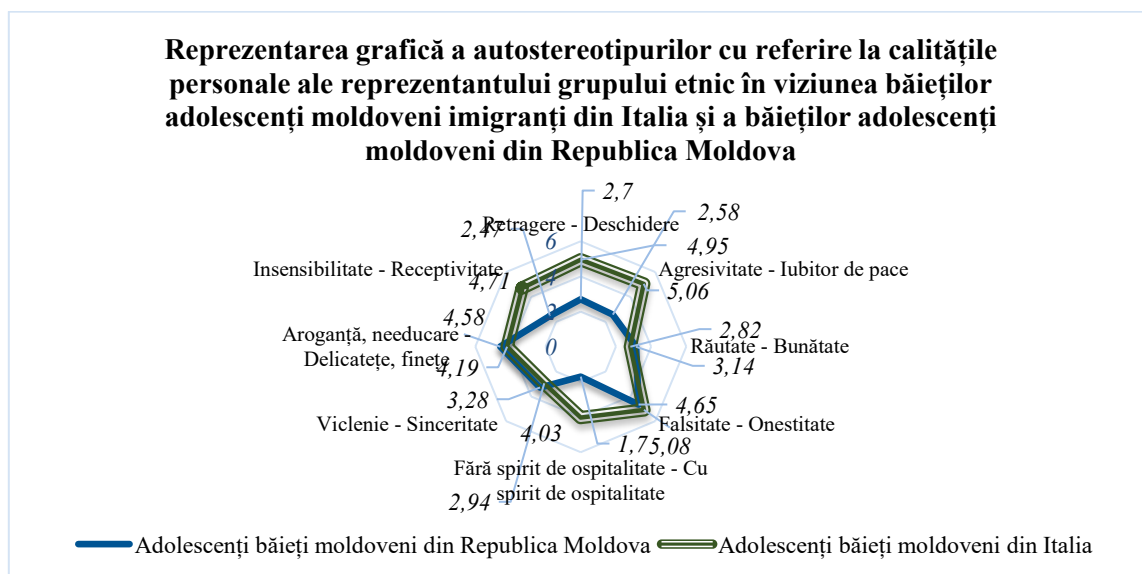 Reprezentarea grafică a autostereotipurilor cu referire la calitățile
personale ale reprezentantului grupului etnic în viziunea băieților
adolescenți moldoveni imigranți din Italia și a băieților adolescenți
moldoveni din Republica Moldova
2,7
2,58
2,47
Retragere - Deschidere
4,95
6
Insensibilitate - Receptivitate
Agresivitate - Iubitor de pace
4,71
4
5,06
4,58
2
2,82
Aroganță, needucare -
Delicatețe, finețe
0
Răutate - Bunătate
4,19
3,14
3,28
4,65
Viclenie - Sinceritate
Falsitate - Onestitate
4,03
1,7
5,08
Fără spirit de ospitalitate - Cu
spirit de ospitalitate
2,94
Adolescenți băieți moldoveni din Republica Moldova
Adolescenți băieți moldoveni din Italia